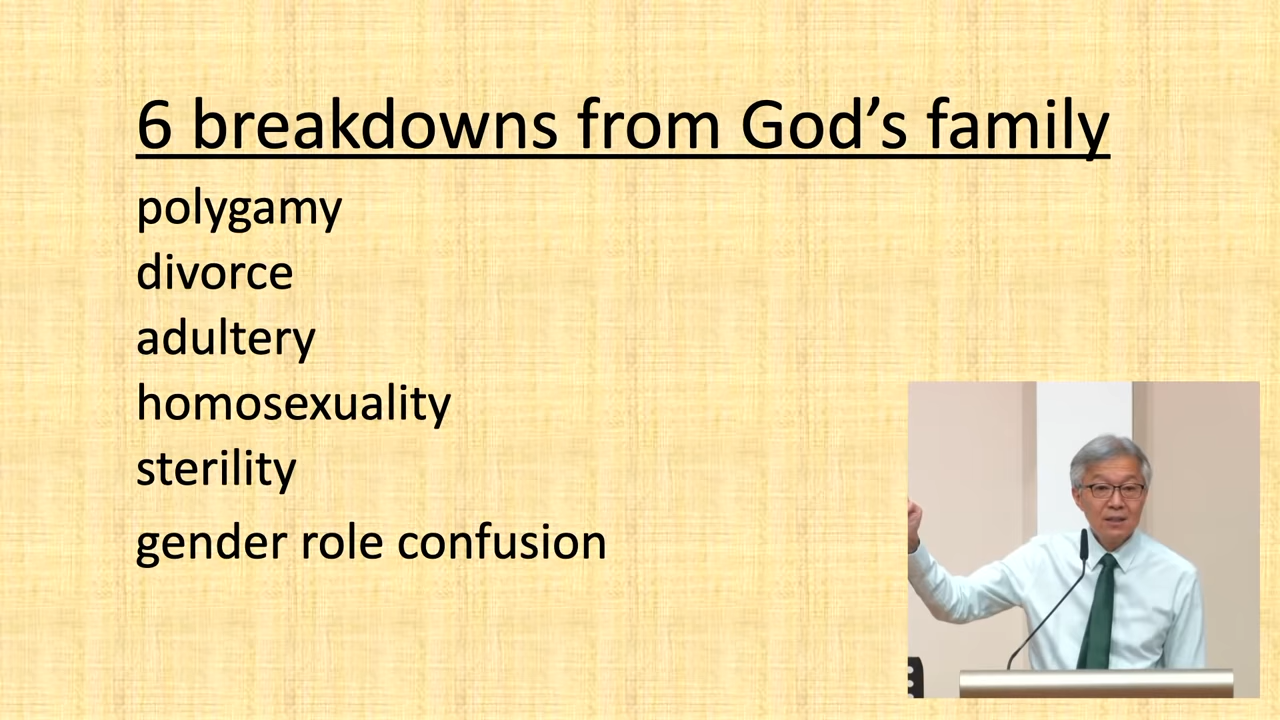 6 breakdowns from God’s family
polygamy
divorce
adultery
homosexuality
sterility
gender role confusion